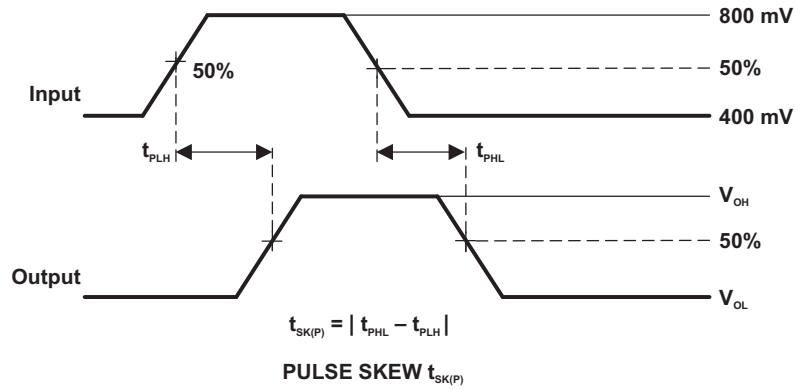 800 mV
50%
50%
Input
400 mV
tPLH
tPHL
VOH
50%
Output
VOL
tSK(P) = | tPHL – tPLH |
PULSE SKEW tSK(P)